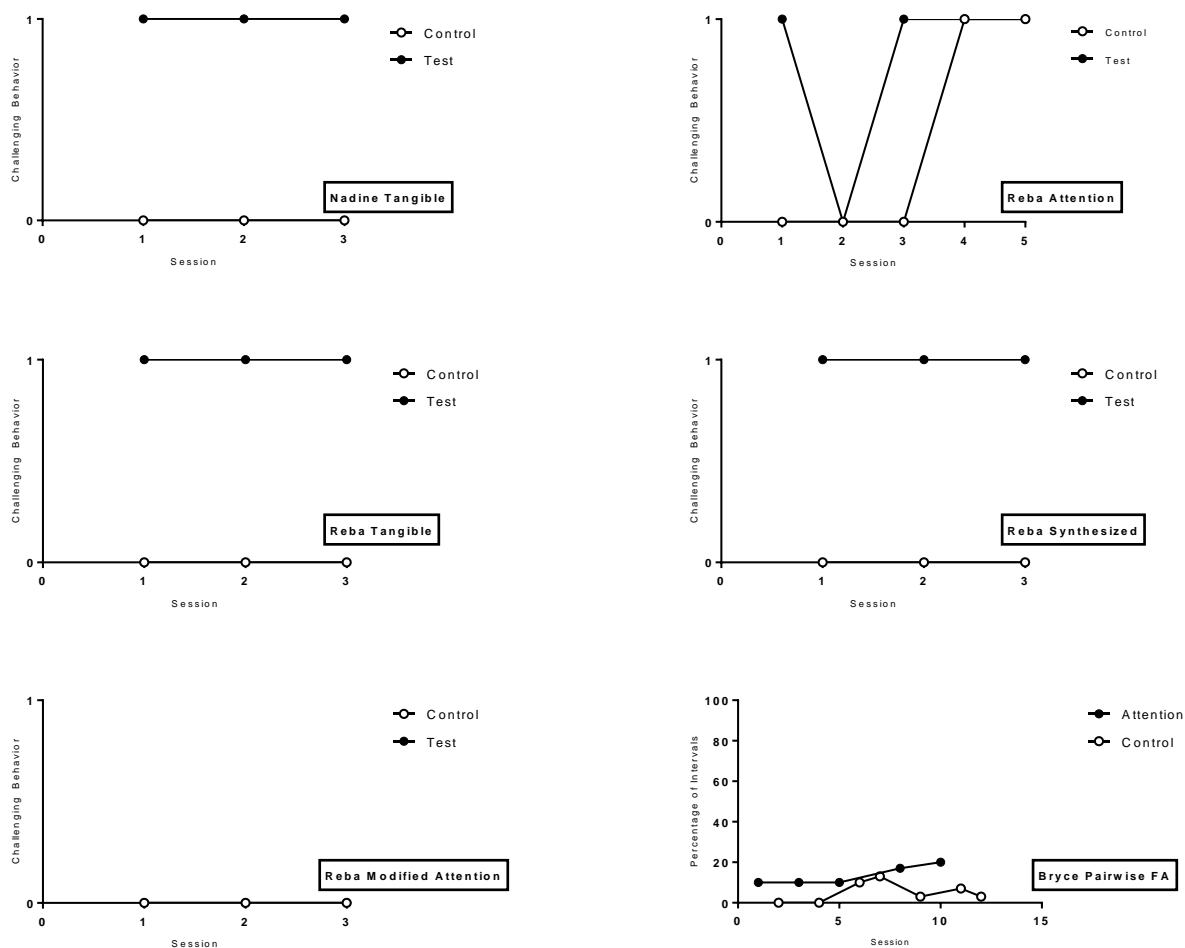 1
Control
Test
Challenging Behavior
Nadine Tangible
0
0 1 2 3
Session
1
Control
Test
Challenging Behavior
Reba Attention
0
0 1 2 3 4 5
Session
1
Control
Test
Challenging Behavior
Reba Tangible
0
0 1 2 3
Session
1
Control
Test
Challenging Behavior
Reba Synthesized
0
0 1 2 3
Session
1
Control
Test
Challenging Behavior
Reba Modified Attention
0
0 1 2 3
Session
100
Attention
Control
80
60
40
20
0
Percentage of Intervals
Bryce Pairwise FA
0 5 10 15
Session